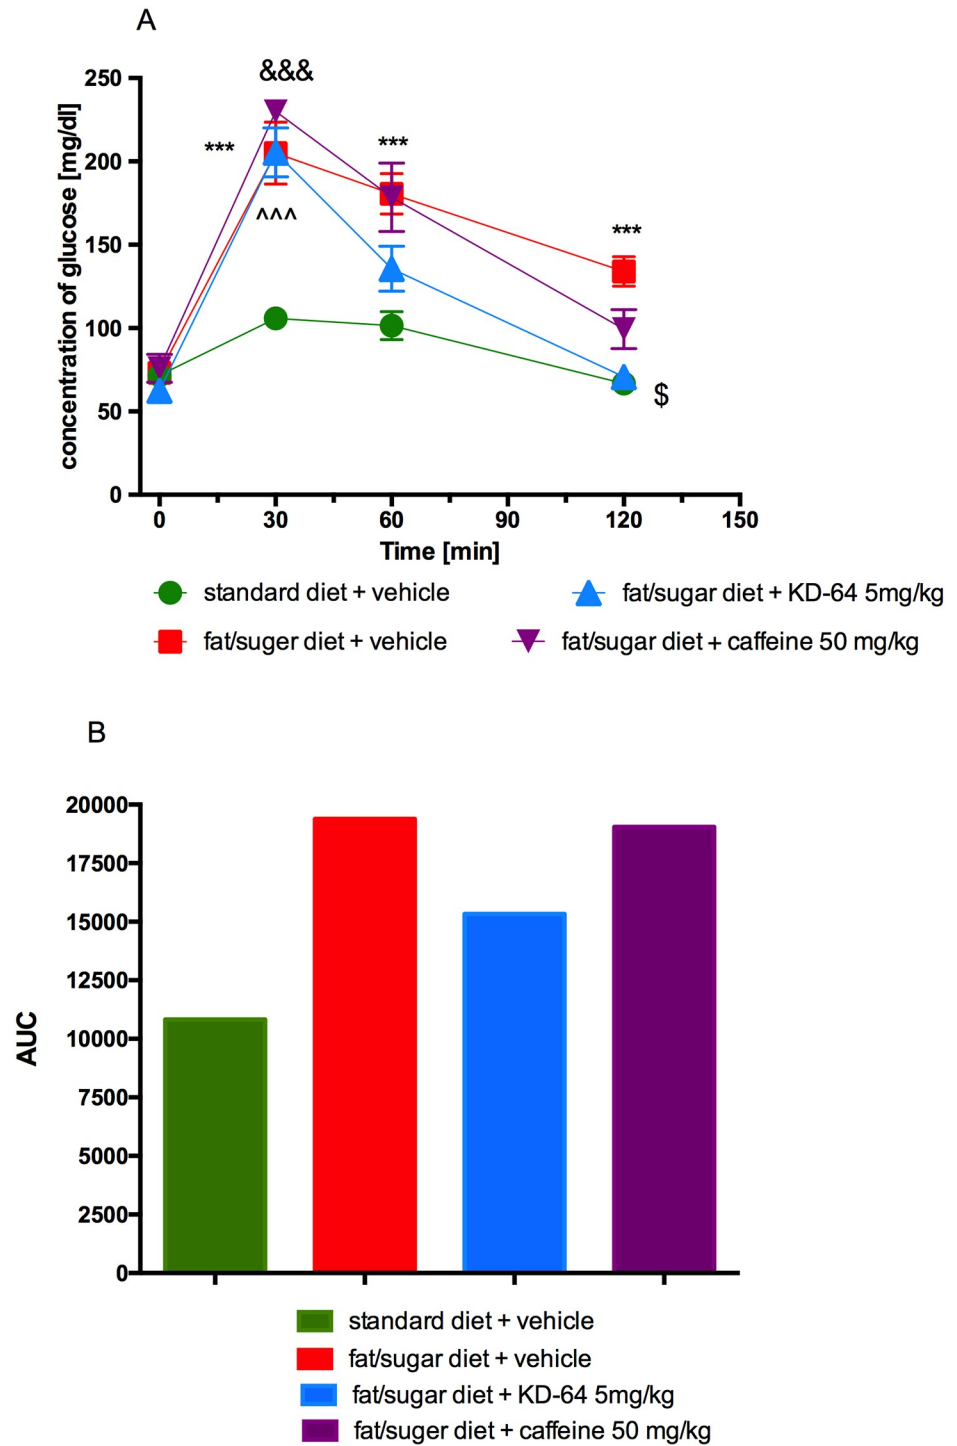 A
&&&
250
***
***
200
^^^
***
150
100
$
50
0
concentration of glucose [mg/dl]
0 30 60 90 120 150
Time [min]
standard diet + vehicle
fat/sugar diet + KD-64 5mg/kg
fat/suger diet + vehicle
fat/sugar diet + caffeine 50 mg/kg
B
20000
17500
15000
12500
10000
7500
5000
2500
0
AUC
standard diet + vehicle
fat/sugar diet + vehicle
fat/sugar diet + KD-64 5mg/kg
fat/suger diet + caffeine 50 mg/kg